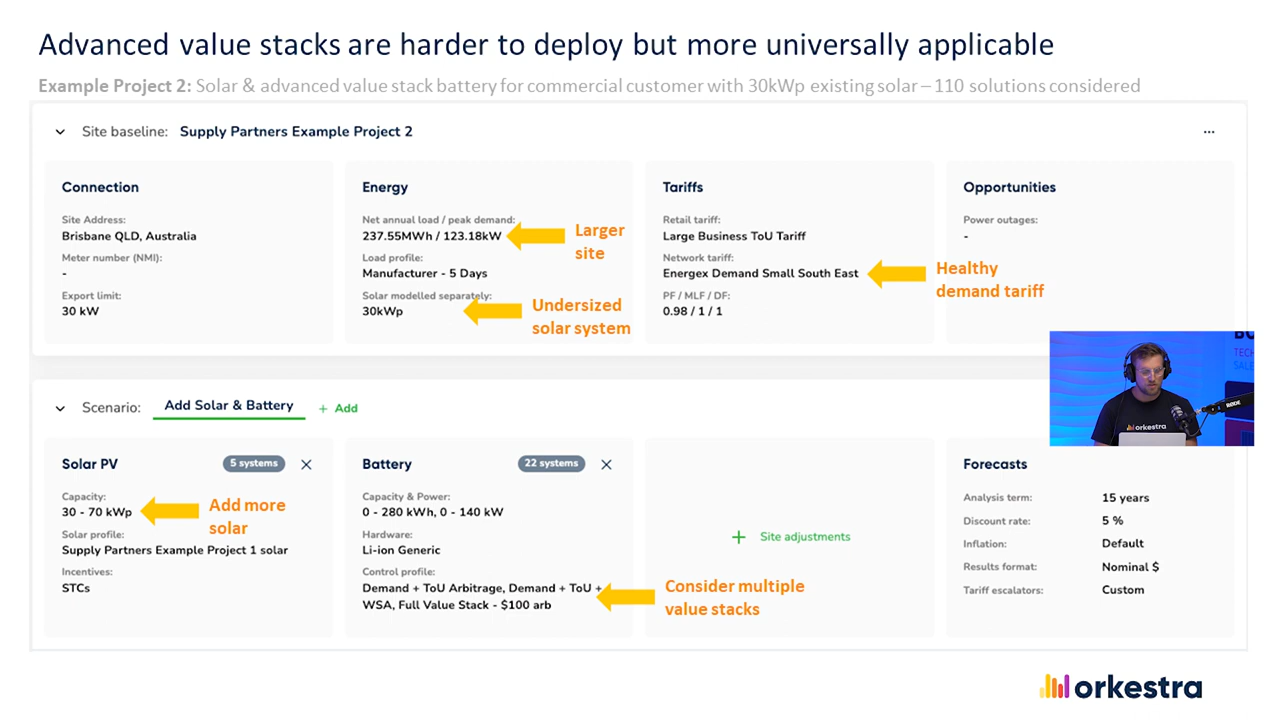 Advanced value stacks are harder to deploy but more universally applicable
Example Project 2: Solar & advanced value stack battery for commercial customer with 30kWp existing solar – 110 solutions considered
Site baseline: Supply Partners Example Project 2
...
Connection
Site Address:
Brisbane QLD, Australia
Meter number (NMI):
-
Export limit:
30 kW
Energy
Net annual load / peak demand:
237.55MWh / 123.18kW
Load profile:
Manufacturer - 5 Days
Solar modelled separately:
30kWp
Larger
site
Undersized
solar system
Tariffs
Retail tariff:
Large Business ToU Tariff
Network tariff:
Energex Demand Small South East
PF / MLF / DF:
0.98 / 1 / 1
Healthy
demand tariff
Opportunities
Power outages:
-
Scenario: Add Solar & Battery + Add
Solar PV 5 systems
Capacity:
30 - 70 kWp
Solar profile:
Supply Partners Example Project 1 solar
Incentives:
STCs
Add more
solar
Battery 22 systems
Capacity & Power:
0 - 280 kWh, 0 - 140 kW
Hardware:
Li-ion Generic
Control profile:
Demand + ToU Arbitrage, Demand + ToU +
WSA, Full Value Stack - $100 arb
Consider multiple
value stacks
+ Site adjustments
Forecasts
Analysis term: 15 years
Discount rate: 5 %
Inflation: Default
Results format: Nominal $
Tariff escalators: Custom
TECH
SALE
orkestra
RØDE
orkestra